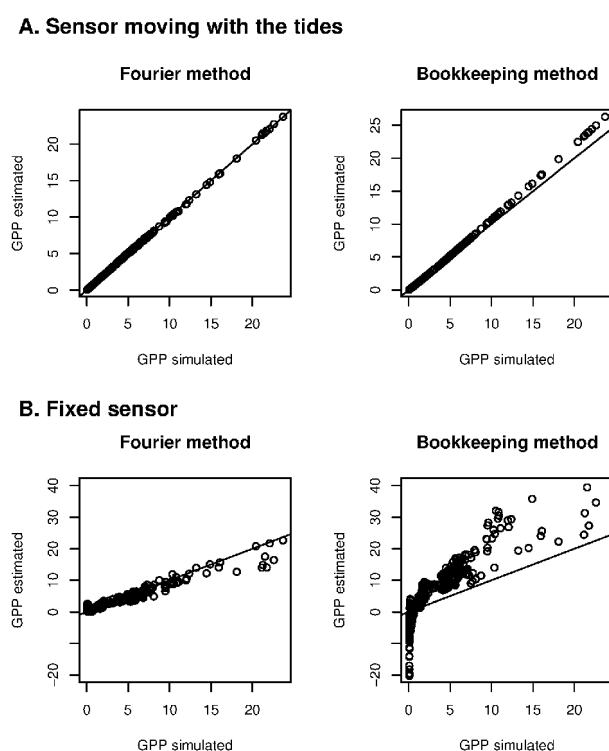 A. Sensor moving with the tides
Fourier method
Bookkeeping method
GPP estimated
20
15
10
5
0
0 5 10 15 20
GPP simulated
GPP estimated
25
20
15
10
5
0
0 5 10 15 20
GPP simulated
B. Fixed sensor
Fourier method
Bookkeeping method
GPP estimated
40
30
20
10
0
−20
0 5 10 15 20
GPP simulated
GPP estimated
40
30
20
10
0
−20
0 5 10 15 20
GPP simulated